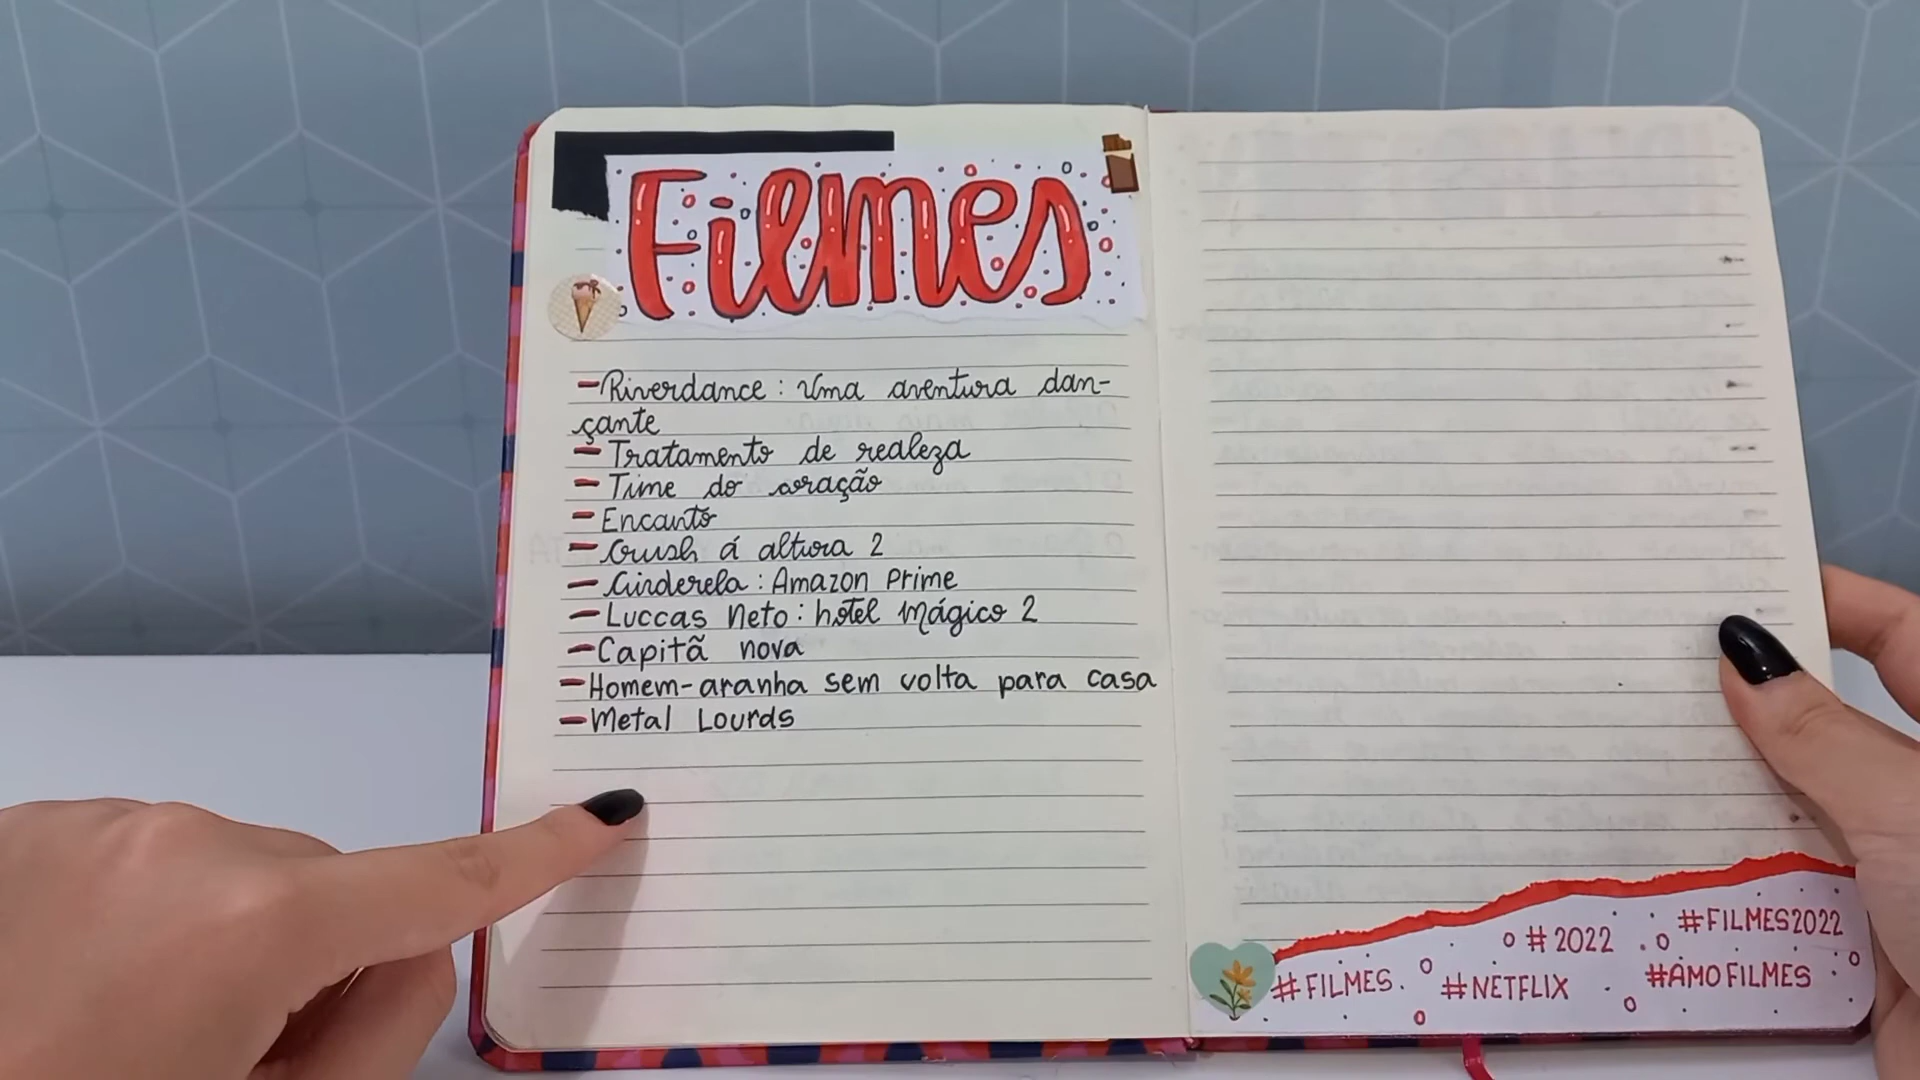 Filmes
-Riverdance: Uma aventura dan-
çante
- Tratamento de realeza
- Time do coração
- Encanto
- Crush á altura 2
- Cinderela: Amazon Prime
- Luccas Neto: hotel mágico 2
- Capitã nova
- Homem-aranha sem volta para casa
- Metal Lourds
#FILMES2022
#2022
#AMOFILMES
#FILMES.
#NETFLIX